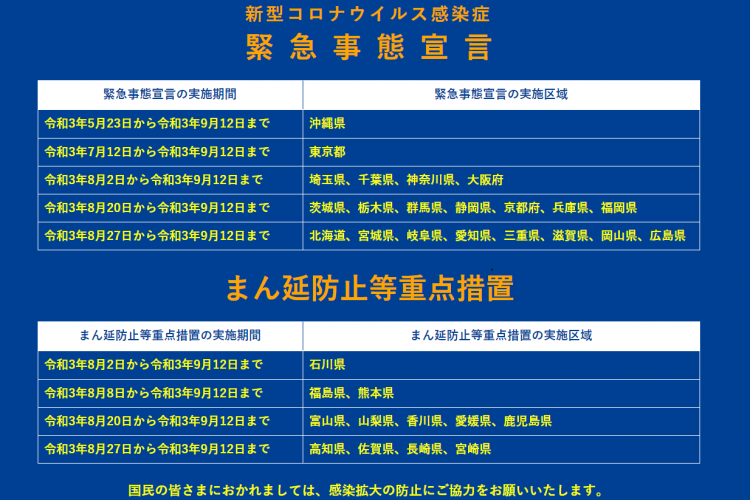 新型コロナウイルス感染症
緊急事態宣言
緊急事態宣言の実施期間 緊急事態宣言の実施区域
令和3年5月23日から令和3年9月12日まで 沖縄県
令和3年7月12日から令和3年9月12日まで 東京都
令和3年8月2日から令和3年9月12日まで 埼玉県、千葉県、神奈川県、大阪府
令和3年8月20日から令和3年9月12日まで 茨城県、栃木県、群馬県、静岡県、京都府、兵庫県、福岡県
令和3年8月27日から令和3年9月12日まで 北海道、宮城県、岐阜県、愛知県、三重県、滋賀県、岡山県、広島県
まん延防止等重点措置
まん延防止等重点措置の実施期間 まん延防止等重点措置の実施区域
令和3年8月2日から令和3年9月12日まで 石川県
令和3年8月8日から令和3年9月12日まで 福島県、熊本県
令和3年8月20日から令和3年9月12日まで 富山県、山梨県、香川県、愛媛県、鹿児島県
令和3年8月27日から令和3年9月12日まで 高知県、佐賀県、長崎県、宮崎県
国民の皆さまにおかれましては、感染拡大の防止にご協力をお願いいたします。